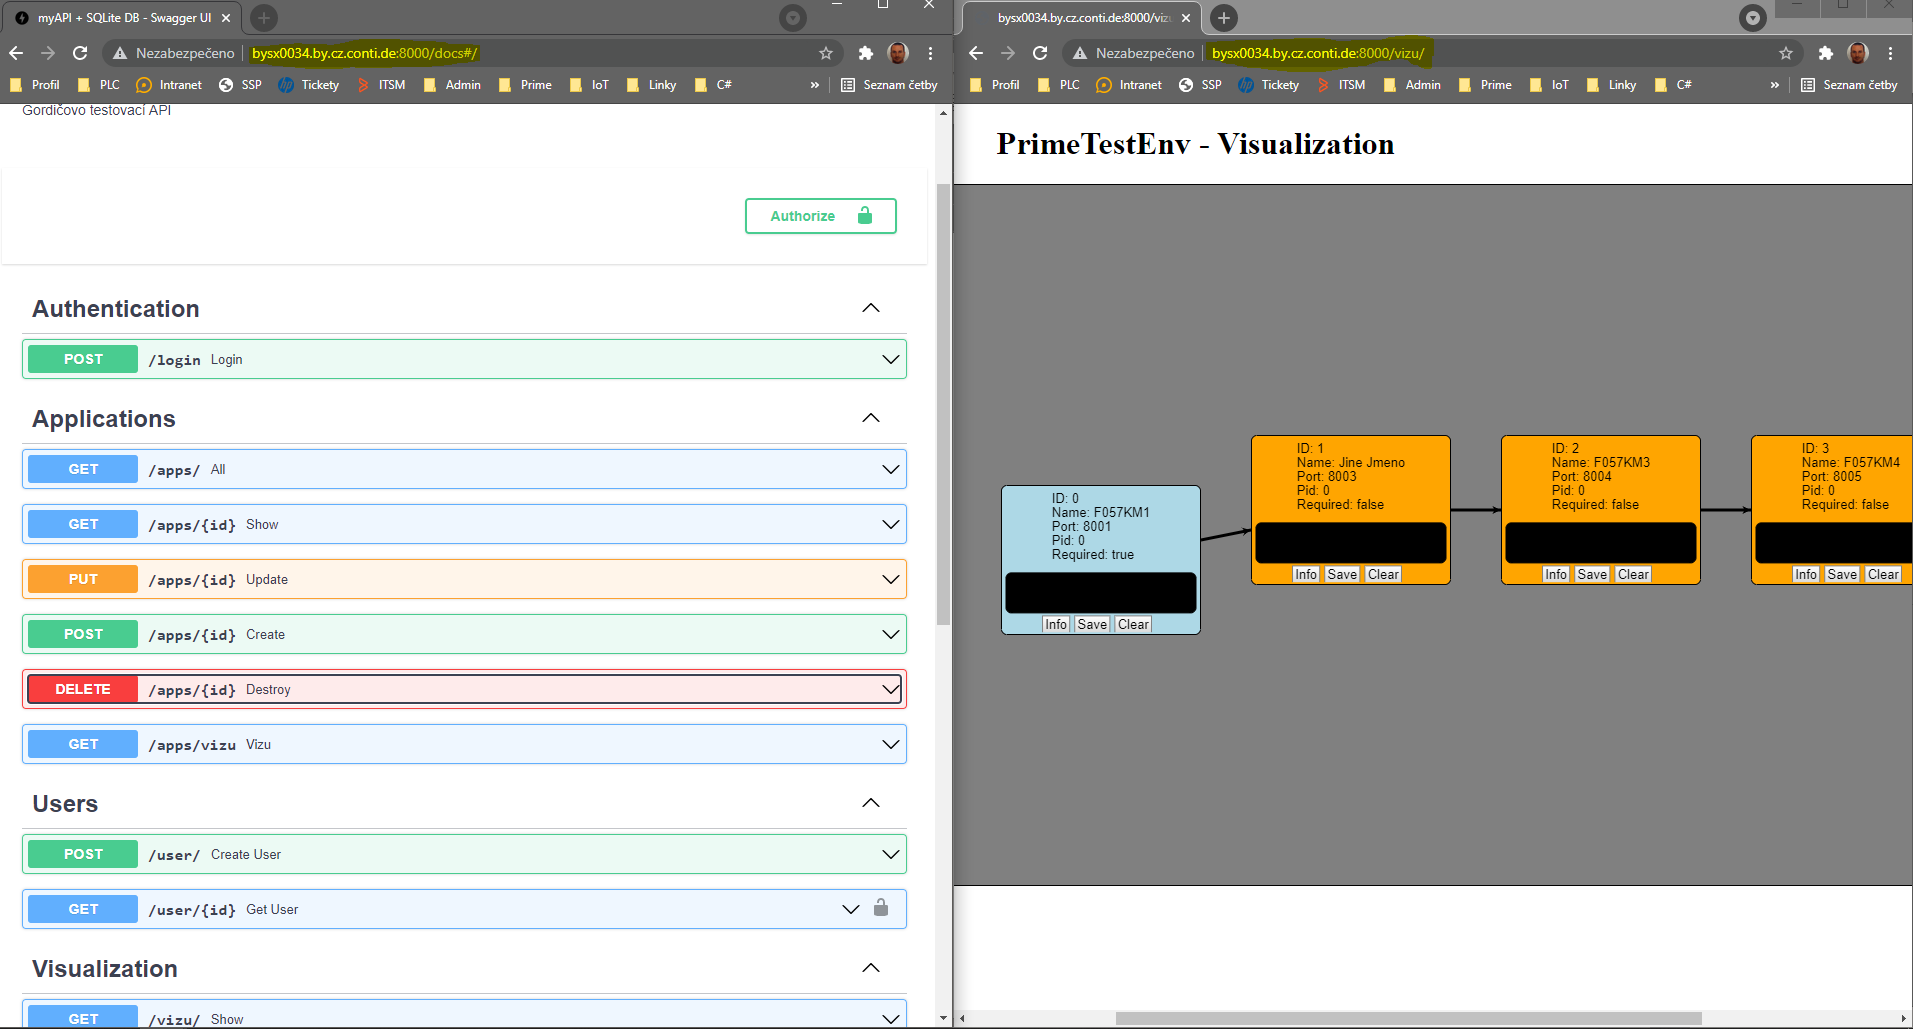 myAPI + SQLite DB - Swagger UI
Nezabezpečeno
bysx0034.by.cz.conti.de:8000/docs#/
Profil
PLC
Intranet
SSP
Tickety
ITSM
Admin
Prime
IoT
Linky
C#
»
Seznam četby
Gordičovo testovací API
Authorize
Authentication
POST /login Login
Applications
GET /apps/ All
GET /apps/{id} Show
PUT /apps/{id} Update
POST /apps/{id} Create
DELETE /apps/{id} Destroy
GET /apps/vizu Vizu
Users
POST /user/ Create User
GET /user/{id} Get User
Visualization
GET /vizu/ Show
bysx0034.by.cz.conti.de:8000/vizu
Nezabezpečeno
bysx0034.by.cz.conti.de:8000/vizu/
Profil
PLC
Intranet
SSP
Tickety
ITSM
Admin
Prime
IoT
Linky
C#
»
Seznam četby
PrimeTestEnv - Visualization
ID: 0
Name: F057KM1
Port: 8001
Pid: 0
Required: true
Info Save Clear
ID: 1
Name: Jine Jmeno
Port: 8003
Pid: 0
Required: false
Info Save Clear
ID: 2
Name: F057KM3
Port: 8004
Pid: 0
Required: false
Info Save Clear
ID: 3
Name: F057KM4
Port: 8005
Pid: 0
Required: false
Info Save Clear